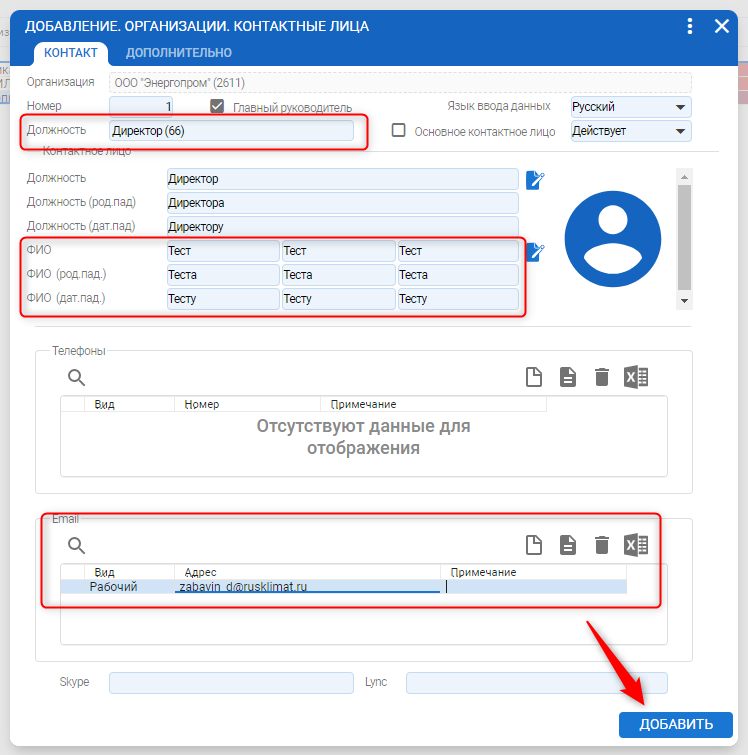 ДОБАВЛЕНИЕ. ОРГАНИЗАЦИИ. КОНТАКТНЫЕ ЛИЦА
КОНТАКТ ДОПОЛНИТЕЛЬНО
Организация ООО "Энергопром" (2611)
Номер 1 Главный руководитель Язык ввода данных Русский
Должность Директор (66) Основное контактное лицо Действует
Контактное лицо
Должность Директор
Должность (род.пад) Директора
Должность (дат.пад) Директору
ФИО Тест Тест Тест
ФИО (род.пад.) Теста Теста Теста
ФИО (дат.пад.) Тесту Тесту Тесту
Телефоны
Вид Номер Примечание
Отсутствуют данные для
отображения
Email
Вид Адрес Примечание
Рабочий zabavin_d@rusklimat.ru
Skype Lync
ДОБАВИТЬ